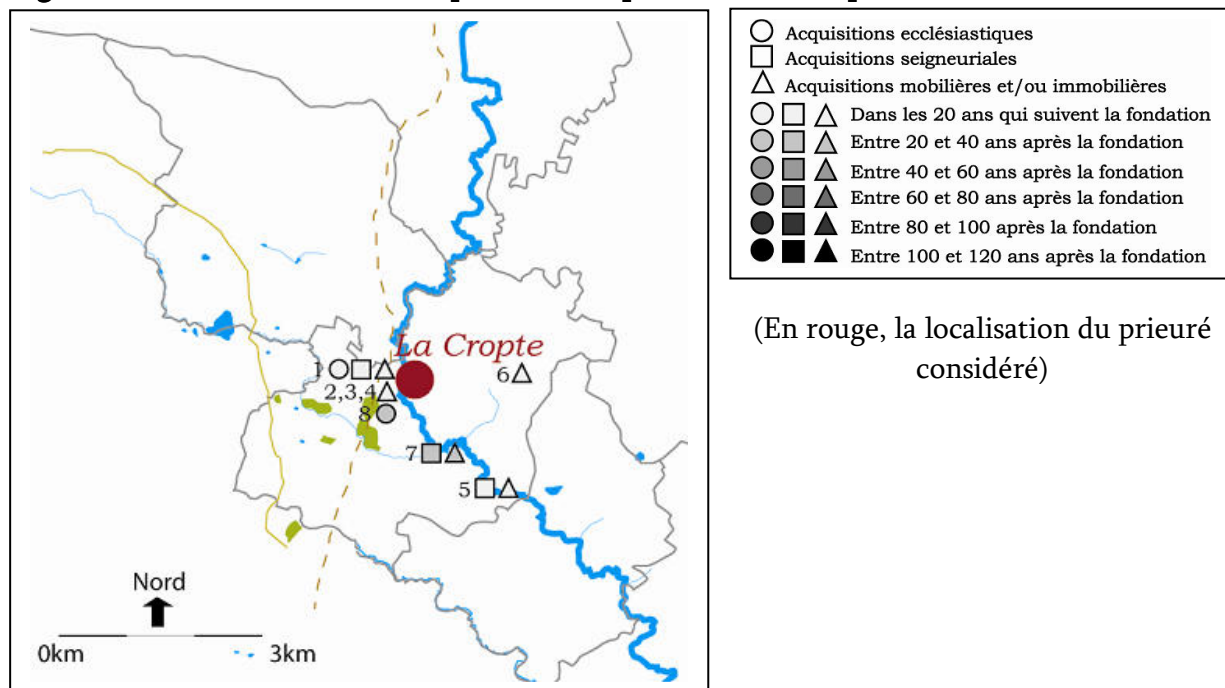 La Cropte
1
2,3,4
8
6
7
5
Nord
0km
3km
Acquisitions ecclésiastiques
Acquisitions seigneuriales
Acquisitions mobilières et/ou immobilières
Dans les 20 ans qui suivent la fondation
Entre 20 et 40 ans après la fondation
Entre 40 et 60 ans après la fondation
Entre 60 et 80 ans après la fondation
Entre 80 et 100 après la fondation
Entre 100 et 120 ans après la fondation
(En rouge, la localisation du prieuré
considéré)